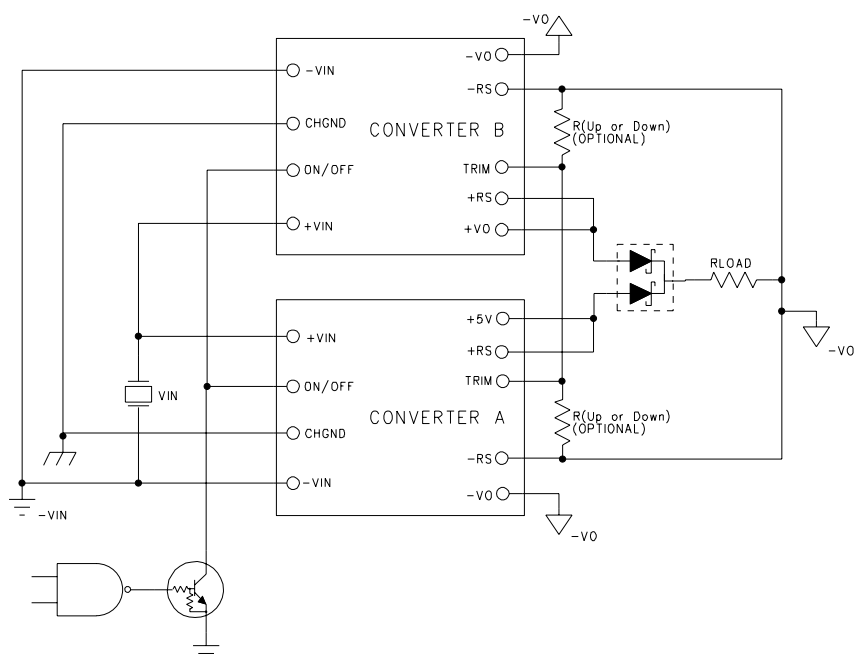 -VO
-VIN
CHGND
ON/OFF
+VIN
CONVERTER B
-VO
-RS
TRIM
+RS
+VO
R(Up or Down)
(OPTIONAL)
RLOAD
-VO
+VIN
ON/OFF
CHGND
-VIN
CONVERTER A
+5V
+RS
TRIM
-RS
-VO
R(Up or Down)
(OPTIONAL)
VIN
-VIN
-VO